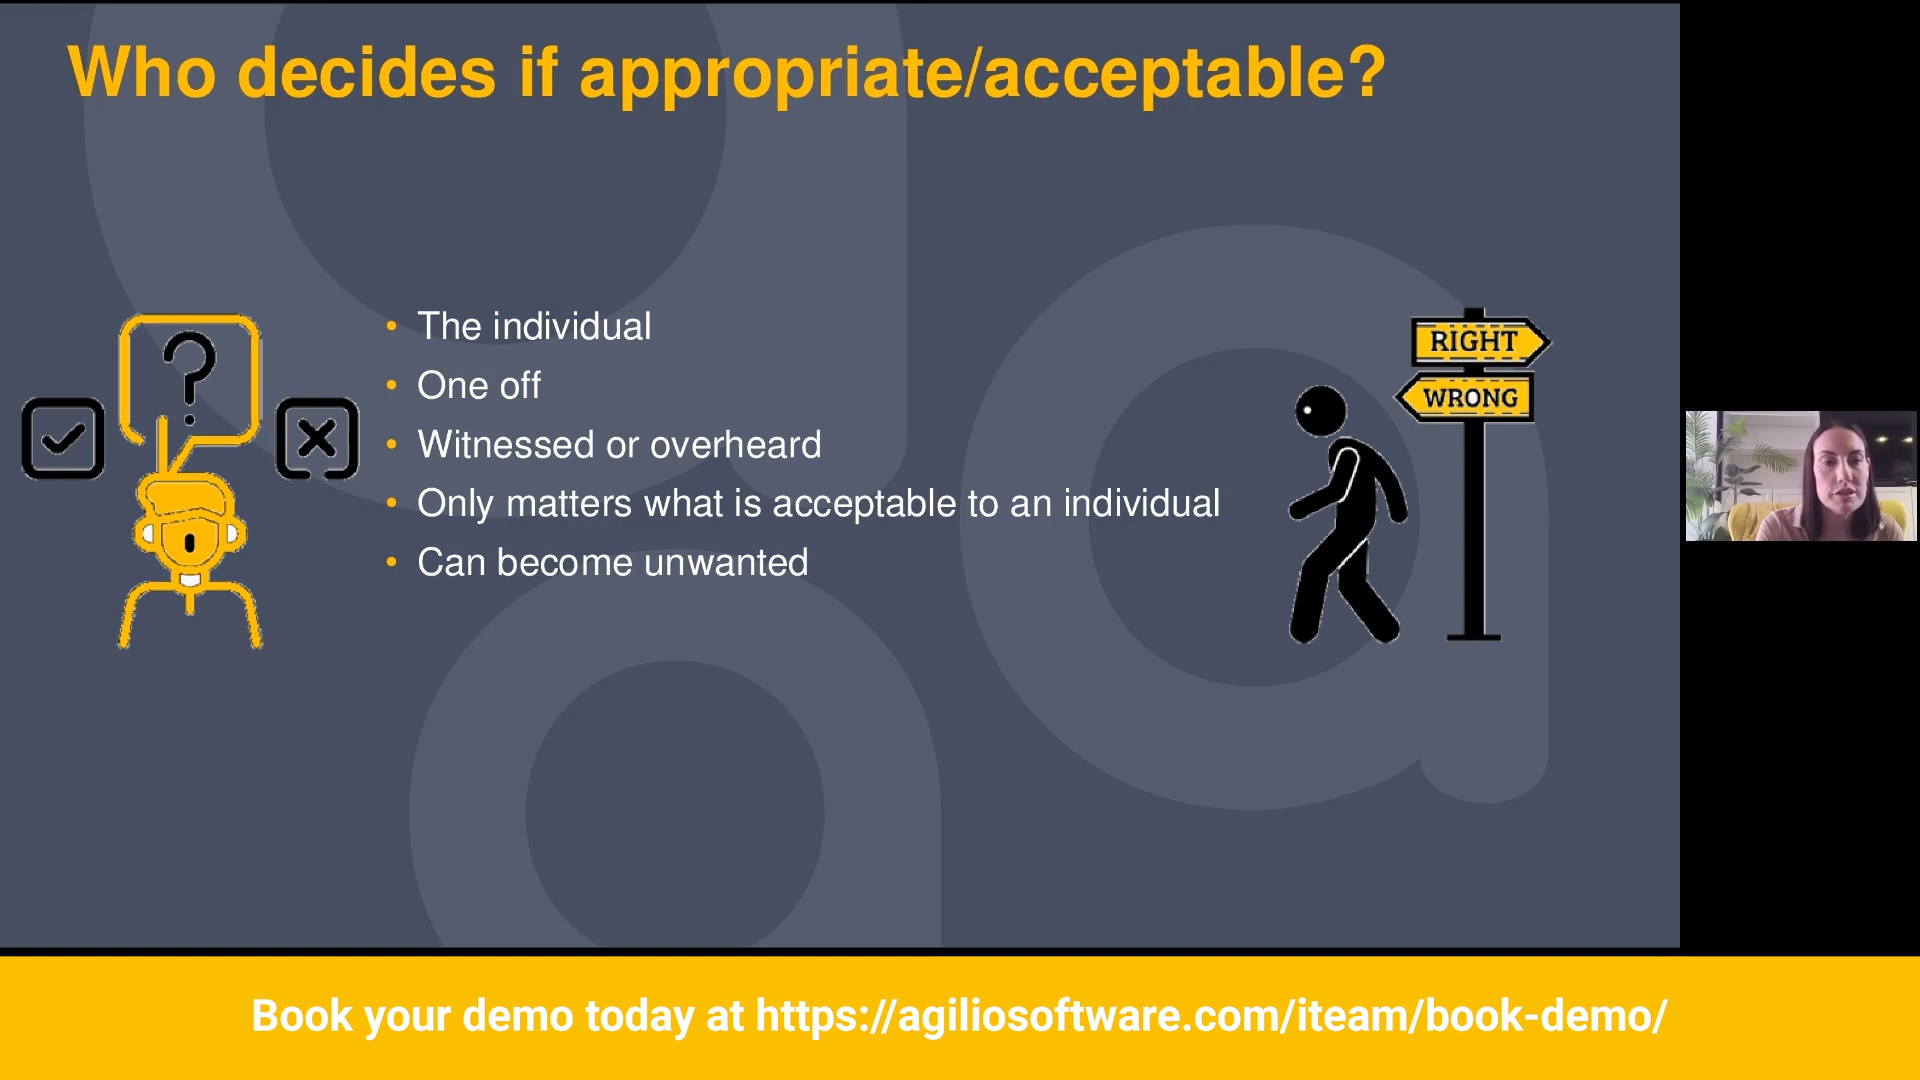 Who decides if appropriate/acceptable?
?
• The individual
• One off
• Witnessed or overheard
• Only matters what is acceptable to an individual
• Can become unwanted
RIGHT
WRONG
Book your demo today at https://agiliosoftware.com/iteam/book-demo/